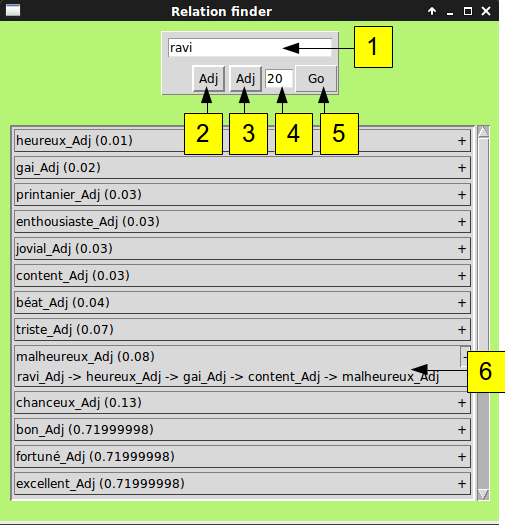 Relation finder
ravi
1
Adj Adj 20 Go
2 3 4 5
heureux_Adj (0.01) +
gai_Adj (0.02) +
printanier_Adj (0.03) +
enthousiaste_Adj (0.03) +
jovial_Adj (0.03) +
content_Adj (0.03) +
béat_Adj (0.04) +
triste_Adj (0.07) +
malheureux_Adj (0.08) -
ravi_Adj -> heureux_Adj -> gai_Adj -> content_Adj -> malheureux_Adj
6
chanceux_Adj (0.13) +
bon_Adj (0.71999998) +
fortuné_Adj (0.71999998) +
excellent_Adj (0.71999998) +